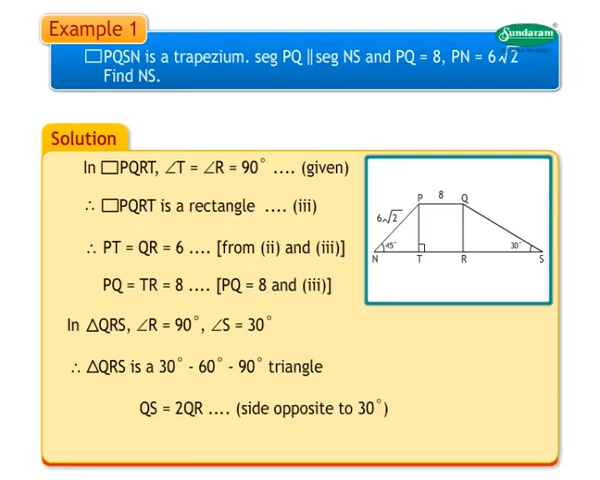 Example 1
Sundaram
□PQSN is a trapezium. seg PQ || seg NS and PQ = 8, PN = 6√2
Find NS.
Solution
In □PQRT, ∠T = ∠R = 90° .... (given)
∴ □PQRT is a rectangle .... (iii)
∴ PT = QR = 6 .... [from (ii) and (iii)]
PQ = TR = 8 .... [PQ = 8 and (iii)]
In △QRS, ∠R = 90°, ∠S = 30°
∴ △QRS is a 30° - 60° - 90° triangle
QS = 2QR .... (side opposite to 30°)
P 8 Q
6√2
45° 30°
N T R S